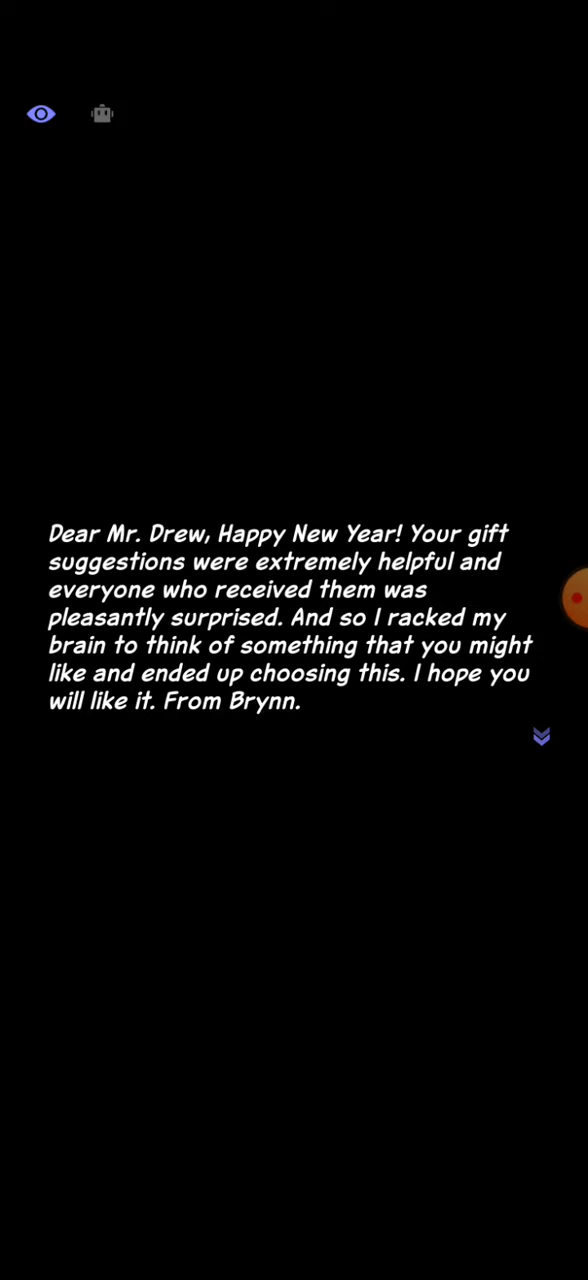 Dear Mr. Drew, Happy New Year! Your gift
suggestions were extremely helpful and
everyone who received them was
pleasantly surprised. And so I racked my
brain to think of something that you might
like and ended up choosing this. I hope you
will like it. From Brynn.